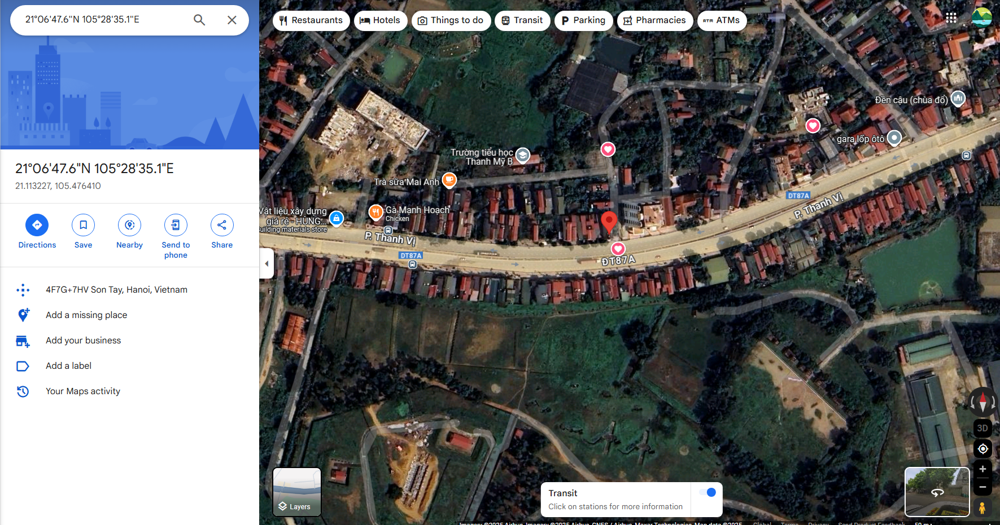 21°06'47.6"N 105°28'35.1"E
Restaurants
Hotels
Things to do
Transit
Parking
Pharmacies
ATM ATMs
21°06'47.6"N 105°28'35.1"E
21.113227, 105.476410
Directions
Save
Nearby
Send to
phone
Share
4F7G+7HV Son Tay, Hanoi, Vietnam
Add a missing place
Add your business
Add a label
Your Maps activity
Đền cậu (chùa đổ)
gara lốp ôtô
Trường tiểu học
Thanh Mỹ B
Trà sữa Mai Anh
Gà Mạnh Hoạch
Chicken
Vật liệu xây dựng
giá rẻ - HÙNG...
uilding materials store
P. Thanh Vị
DT87A
ĐT87A
DT87A
P. Thanh Vị
3D
Layers
Transit
Click on stations for more information
Imagery ©2025 Airbus, Imagery ©2025 Airbus, CNES / Airbus, Maxar Technologies, Map data ©2025
Global
Terms
Privacy
Send Product Feedback
50 m